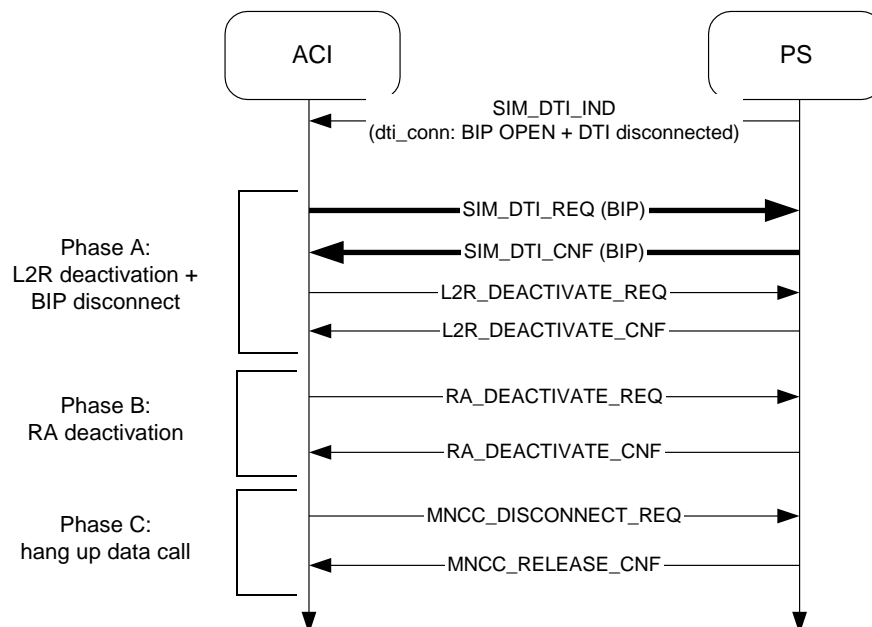 ACI
PS
SIM_DTI_IND
(dti_conn: BIP OPEN + DTI disconnected)
SIM_DTI_REQ (BIP)
SIM_DTI_CNF (BIP)
Phase A:
L2R deactivation +
BIP disconnect
L2R_DEACTIVATE_REQ
L2R_DEACTIVATE_CNF
Phase B:
RA deactivation
RA_DEACTIVATE_REQ
RA_DEACTIVATE_CNF
Phase C:
hang up data call
MNCC_DISCONNECT_REQ
MNCC_RELEASE_CNF